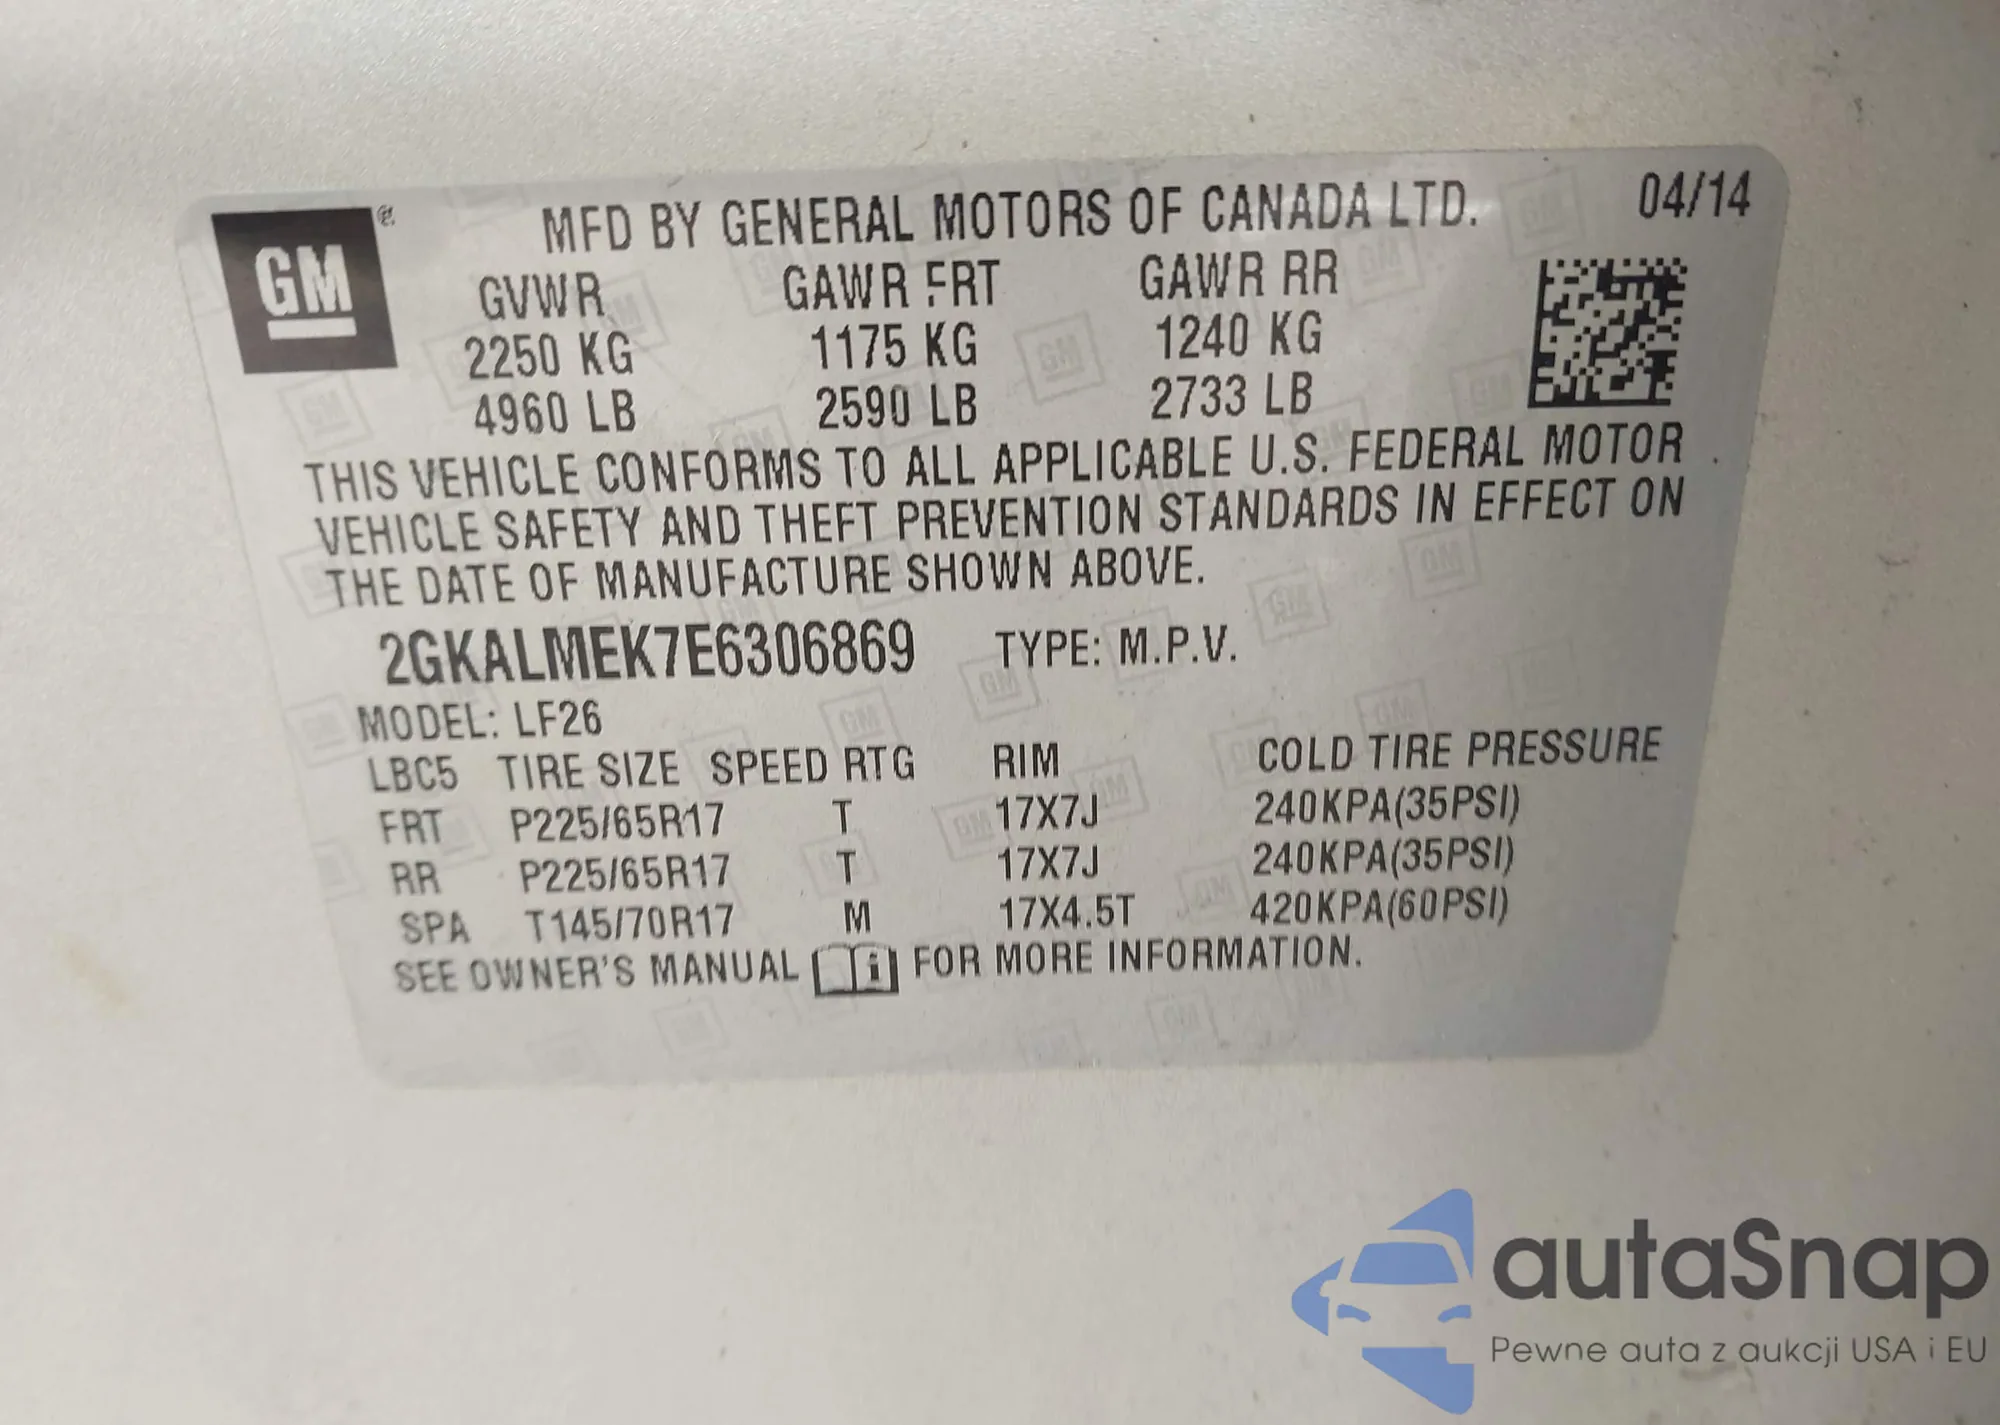 GM ®
MFD BY GENERAL MOTORS OF CANADA LTD. 04/14
GVWR GAWR FRT GAWR RR
2250 KG 1175 KG 1240 KG
4960 LB 2590 LB 2733 LB
THIS VEHICLE CONFORMS TO ALL APPLICABLE U.S. FEDERAL MOTOR
VEHICLE SAFETY AND THEFT PREVENTION STANDARDS IN EFFECT ON
THE DATE OF MANUFACTURE SHOWN ABOVE.
2GKALMEK7E6306869 TYPE: M.P.V.
MODEL: LF26
LBC5 TIRE SIZE SPEED RTG RIM COLD TIRE PRESSURE
FRT P225/65R17 T 17X7J 240KPA(35PSI)
RR P225/65R17 T 17X7J 240KPA(35PSI)
SPA T145/70R17 M 17X4.5T 420KPA(60PSI)
SEE OWNER'S MANUAL i FOR MORE INFORMATION.
autaSnap
Pewne auta z aukcji USA i EU